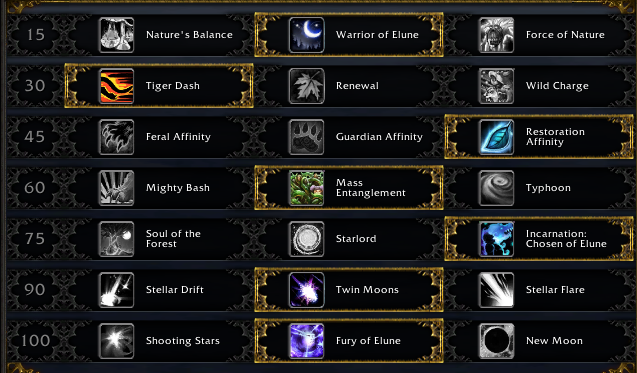 15 Nature's Balance Warrior of Elune Force of Nature
30 Tiger Dash Renewal Wild Charge
45 Feral Affinity Guardian Affinity Restoration
Affinity
60 Mighty Bash Mass
Entanglement Typhoon
75 Soul of the
Forest Starlord Incarnation:
Chosen of Elune
90 Stellar Drift Twin Moons Stellar Flare
100 Shooting Stars Fury of Elune New Moon